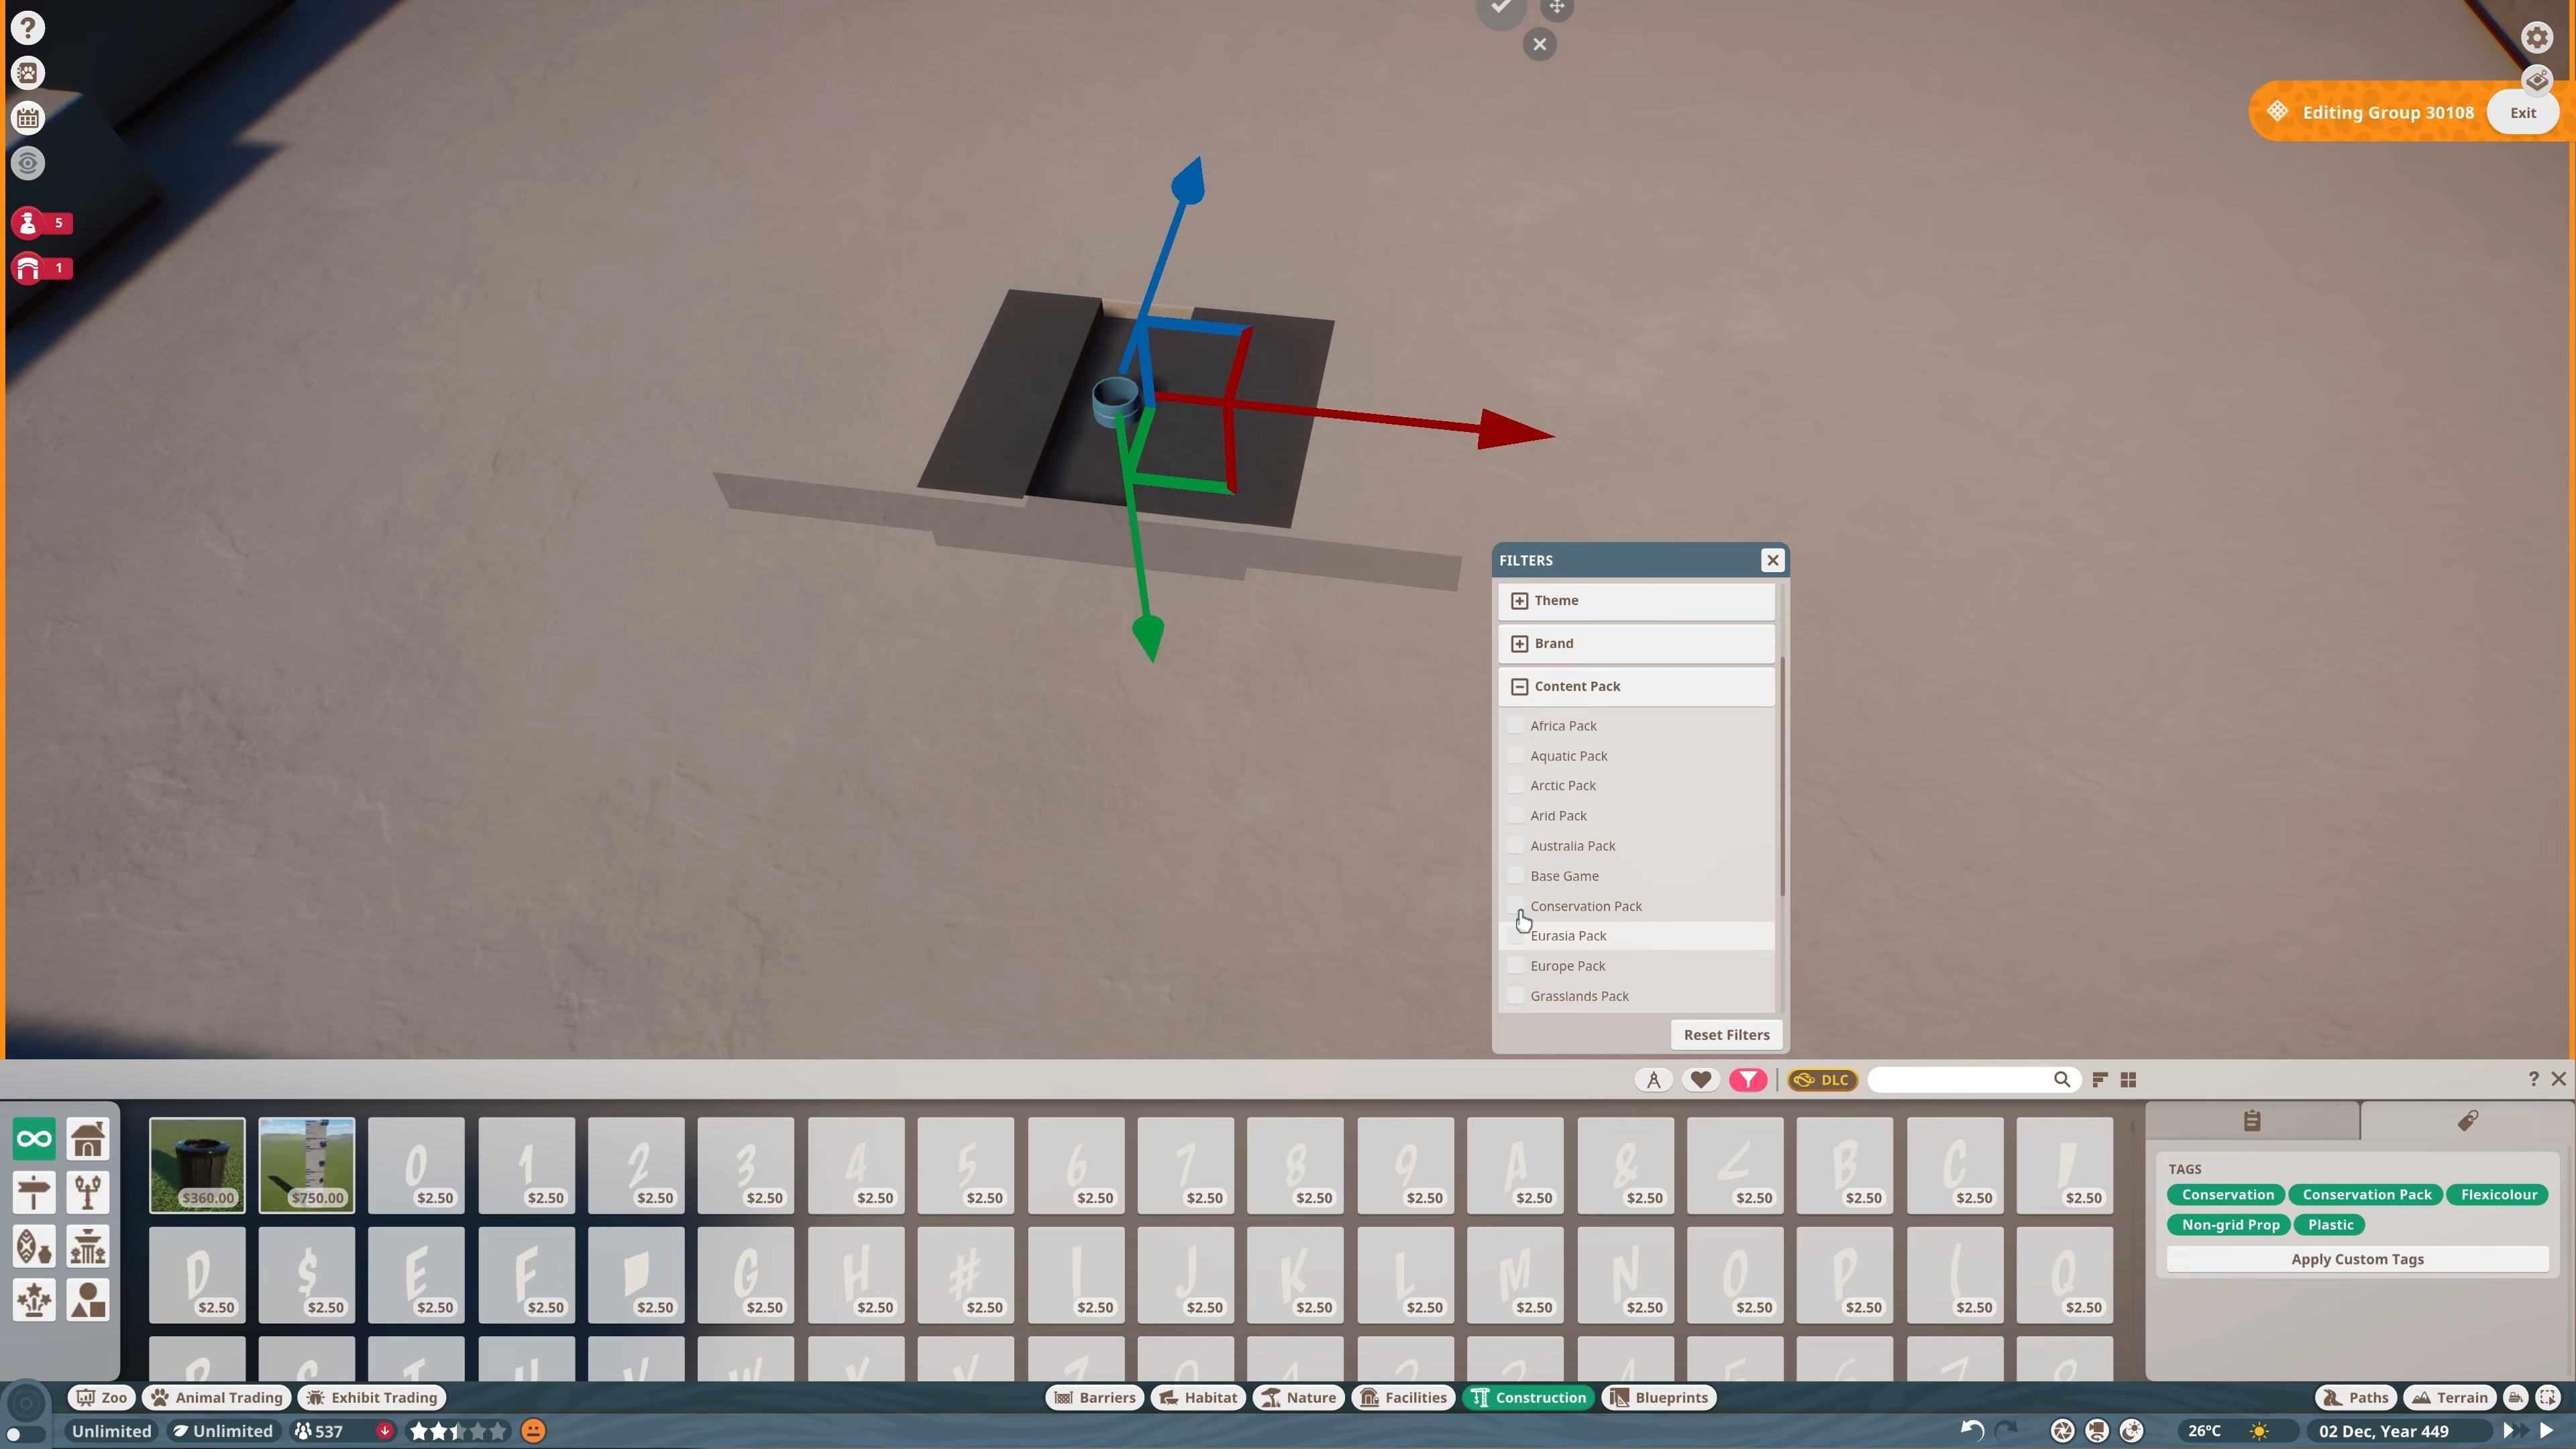 ?
5
1
Editing Group 30108
Exit
FILTERS
Theme
Brand
Content Pack
Africa Pack
Aquatic Pack
Arctic Pack
Arid Pack
Australia Pack
Base Game
Conservation Pack
Eurasia Pack
Europe Pack
Grasslands Pack
Reset Filters
DLC
?
$360.00 $750.00 0 $2.50 1 $2.50 2 $2.50 3 $2.50 4 $2.50 5 $2.50 6 $2.50 7 $2.50 8 $2.50 9 $2.50 A $2.50 & $2.50 < $2.50 B $2.50 C $2.50 $2.50
D $2.50 $ $2.50 E $2.50 F $2.50 $2.50 G $2.50 H $2.50 # $2.50 I $2.50 J $2.50 K $2.50 L $2.50 M $2.50 N $2.50 O $2.50 P $2.50 ( $2.50 Q $2.50
TAGS
Conservation Conservation Pack Flexicolour
Non-grid Prop Plastic
Apply Custom Tags
Zoo Animal Trading Exhibit Trading Barriers Habitat Nature Facilities Construction Blueprints Paths Terrain
Unlimited Unlimited 537 26°C 02 Dec, Year 449